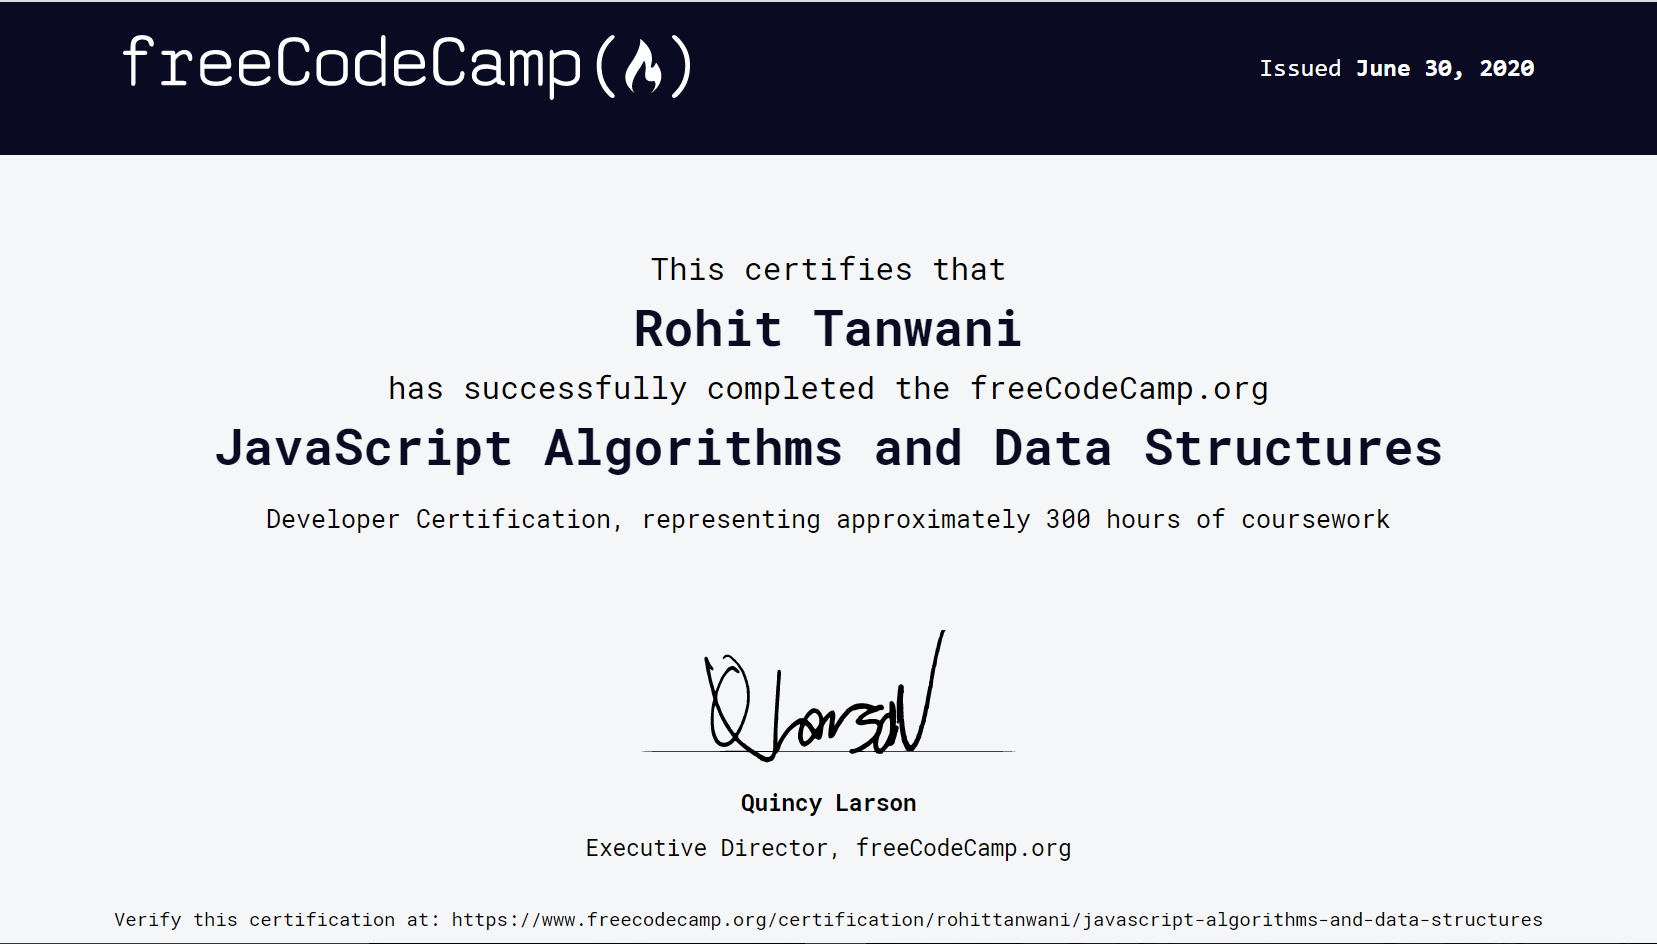 freeCodeCamp(🔥)
Issued June 30, 2020
This certifies that
Rohit Tanwani
has successfully completed the freeCodeCamp.org
JavaScript Algorithms and Data Structures
Developer Certification, representing approximately 300 hours of coursework
Q Larson
Quincy Larson
Executive Director, freeCodeCamp.org
Verify this certification at: https://www.freecodecamp.org/certification/rohittanwani/javascript-algorithms-and-data-structures